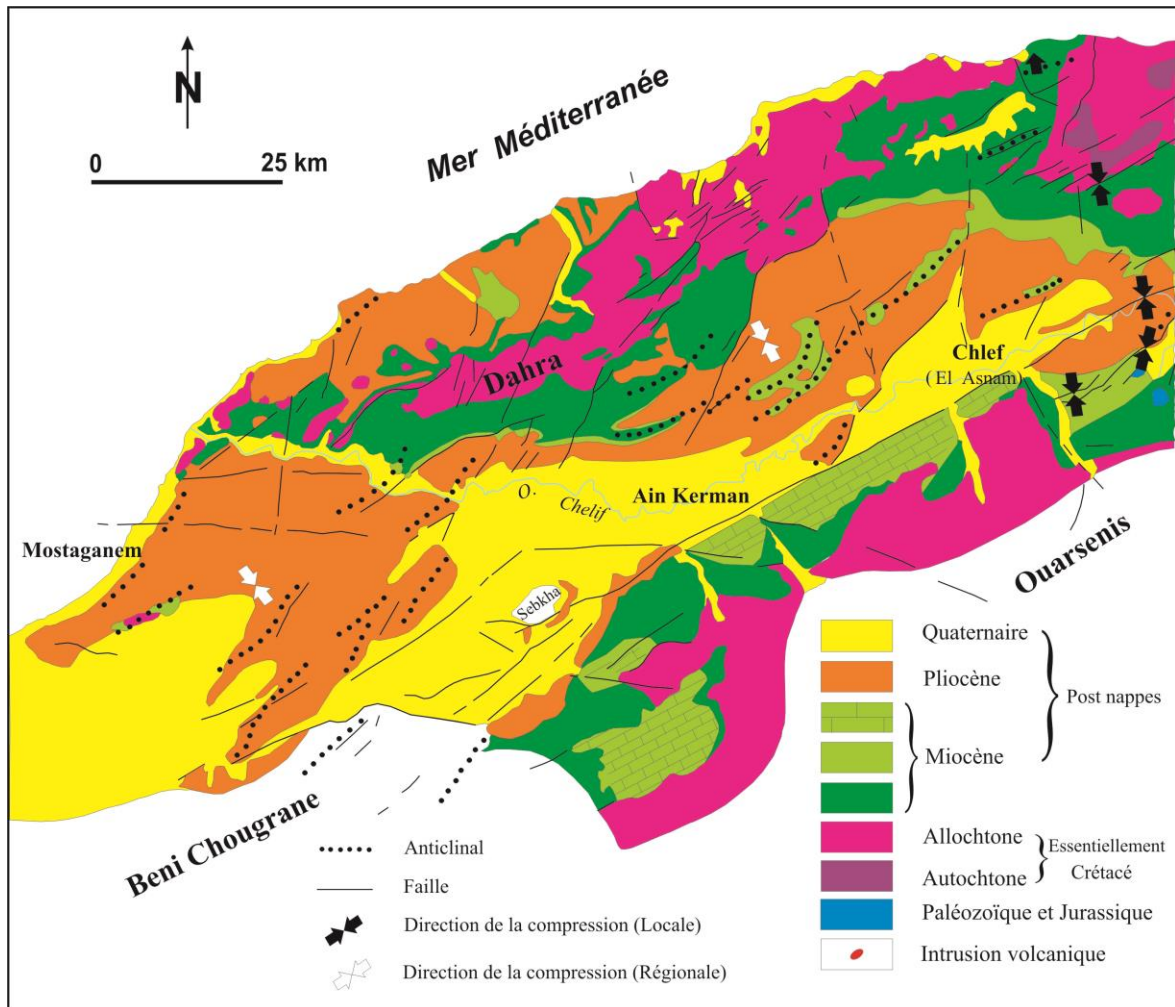 N
0 25 km
Mer Méditerranée
Dahra
Chlef
( El Asnam)
O. Chelif
Ain Kerman
Mostaganem
Sebkha
Ouarsenis
Beni Chougrane
Anticlinal
Faille
Direction de la compression (Locale)
Direction de la compression (Régionale)
Quaternaire
Pliocène
Miocène
Post nappes
Allochtone
Autochtone
Essentiellement
Crétacé
Paléozoïque et Jurassique
Intrusion volcanique